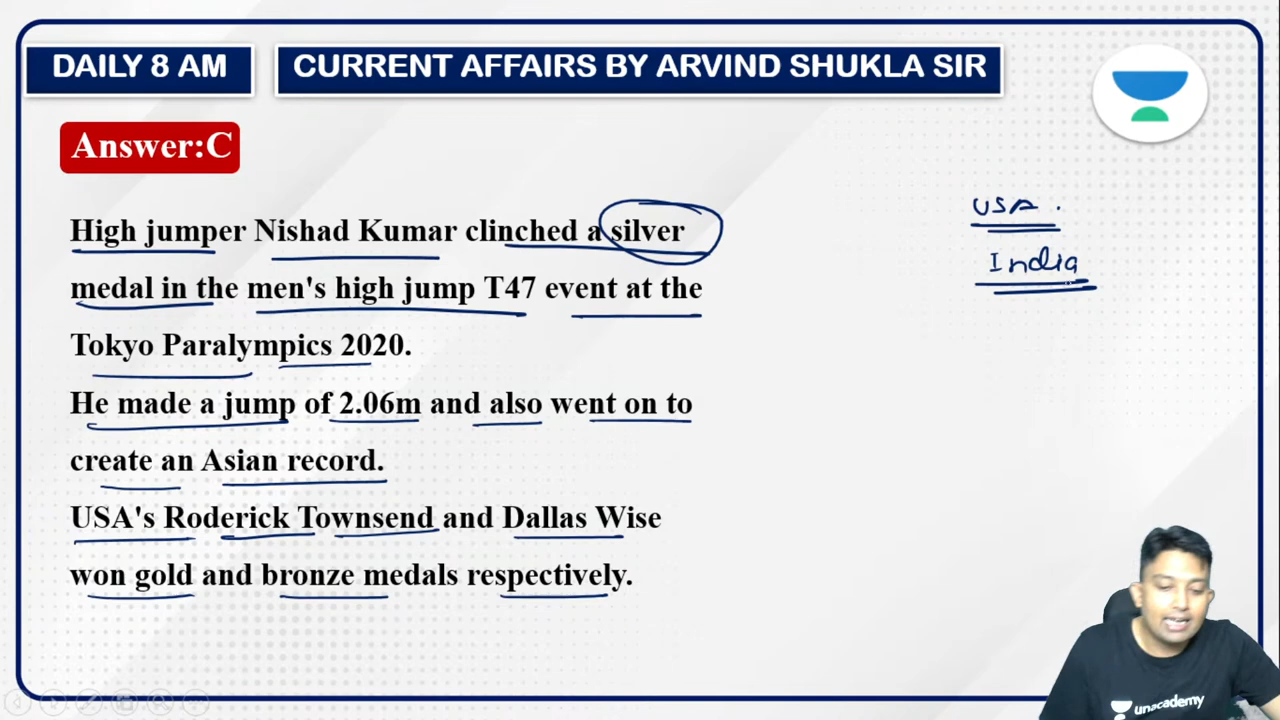 DAILY 8 AM
CURRENT AFFAIRS BY ARVIND SHUKLA SIR
Answer:C
High jumper Nishad Kumar clinched a silver
medal in the men's high jump T47 event at the
Tokyo Paralympics 2020.
He made a jump of 2.06m and also went on to
create an Asian record.
USA's Roderick Townsend and Dallas Wise
won gold and bronze medals respectively.
USA.
India
unacademy